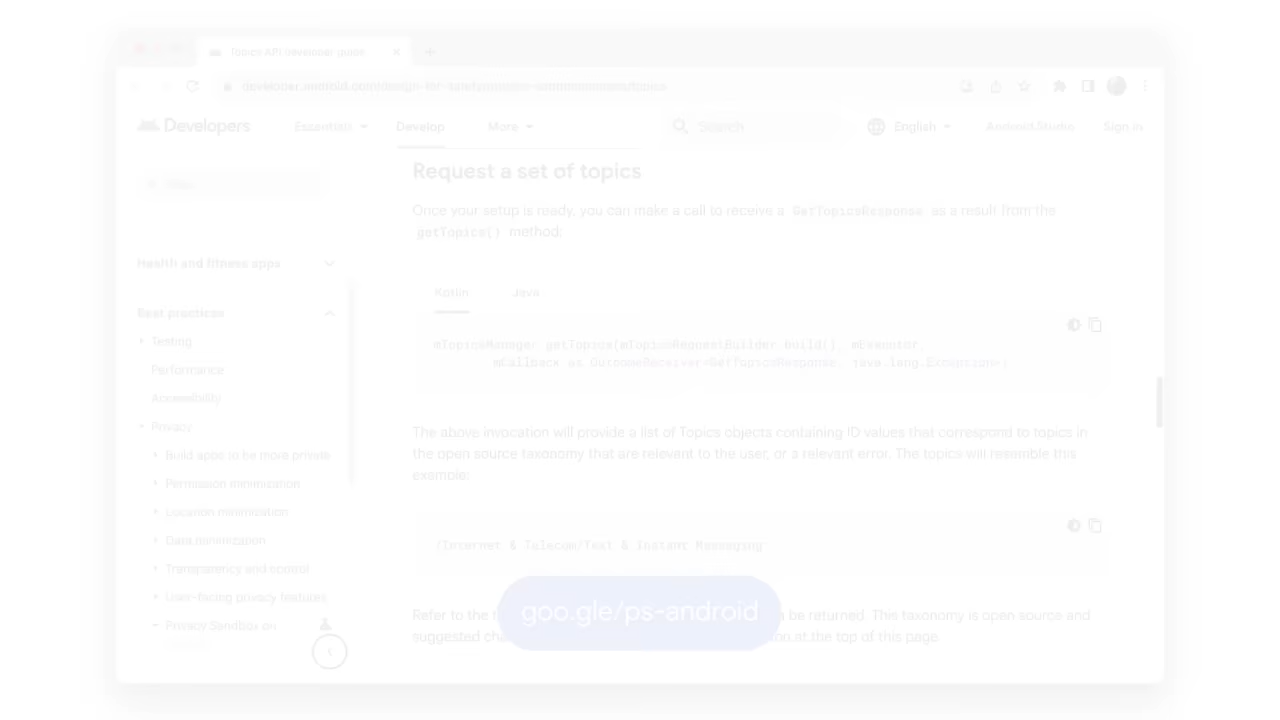 Topics API developer guide
Developers
Essentials
Develop
More
Search
English
Android Studio
Sign in
Health and fitness apps
Best practices
Testing
Performance
Accessibility
Privacy
Build apps to be more private
Permission minimization
Location minimization
Data minimization
Transparency and control
User-facing privacy features
Privacy Sandbox on
Request a set of topics
Once your setup is ready, you can make a call to receive a GetTopicsResponse as a result from the
getTopics() method:
Kotlin
Java
mTopicsManager.getTopics(mTopicsRequestBuilder.build(), mExecutor,
mCallback as OutcomeReceiver<GetTopicsResponse, java.lang.Exception>;
The above invocation will provide a list of Topics objects containing ID values that correspond to topics in
the open source taxonomy that are relevant to the user, or a relevant error. The topics will resemble this
example:
/Internet & Telecom/Text & Instant Messaging
Refer to the
be returned. This taxonomy is open source and
suggested
at the top of this page.
goo.gle/ps-android